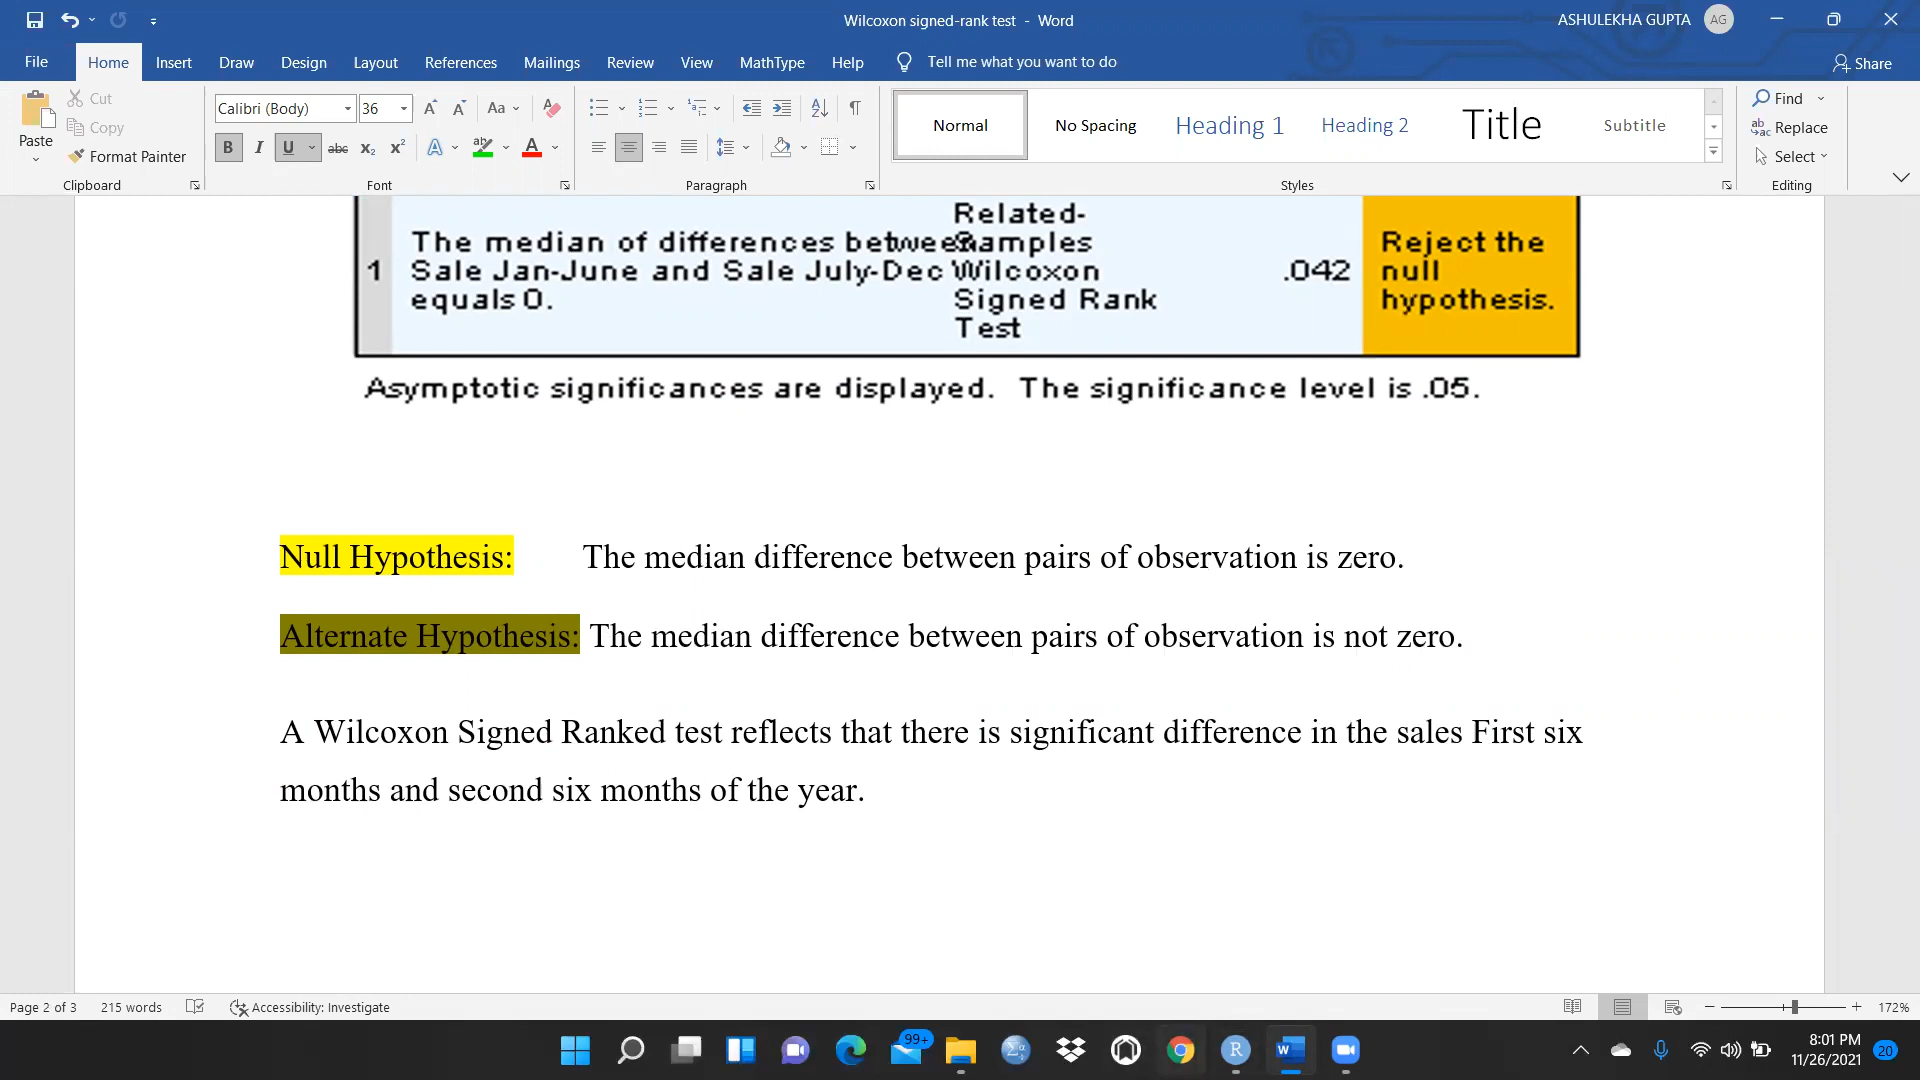 Wilcoxon signed-rank test - Word
ASHULEKHA GUPTA AG
File Home Insert Draw Design Layout References Mailings Review View MathType Help Tell me what you want to do Share
Paste
Cut
Copy
Format Painter
Clipboard
Calibri (Body) 36
Font
Paragraph
Normal No Spacing Heading 1 Heading 2 Title Subtitle
Styles
Find
Replace
Select
Editing
1
The median of differences between
Sale Jan-June and Sale July-Dec
equals 0.
Related-
Samples
Wilcoxon
Signed Rank
Test
.042
Reject the
null
hypothesis.
Asymptotic significances are displayed. The significance level is .05.
Null Hypothesis: The median difference between pairs of observation is zero.
Alternate Hypothesis: The median difference between pairs of observation is not zero.
A Wilcoxon Signed Ranked test reflects that there is significant difference in the sales First six
months and second six months of the year.
Page 2 of 3 215 words Accessibility: Investigate 172%
99+
8:01 PM
11/26/2021
20